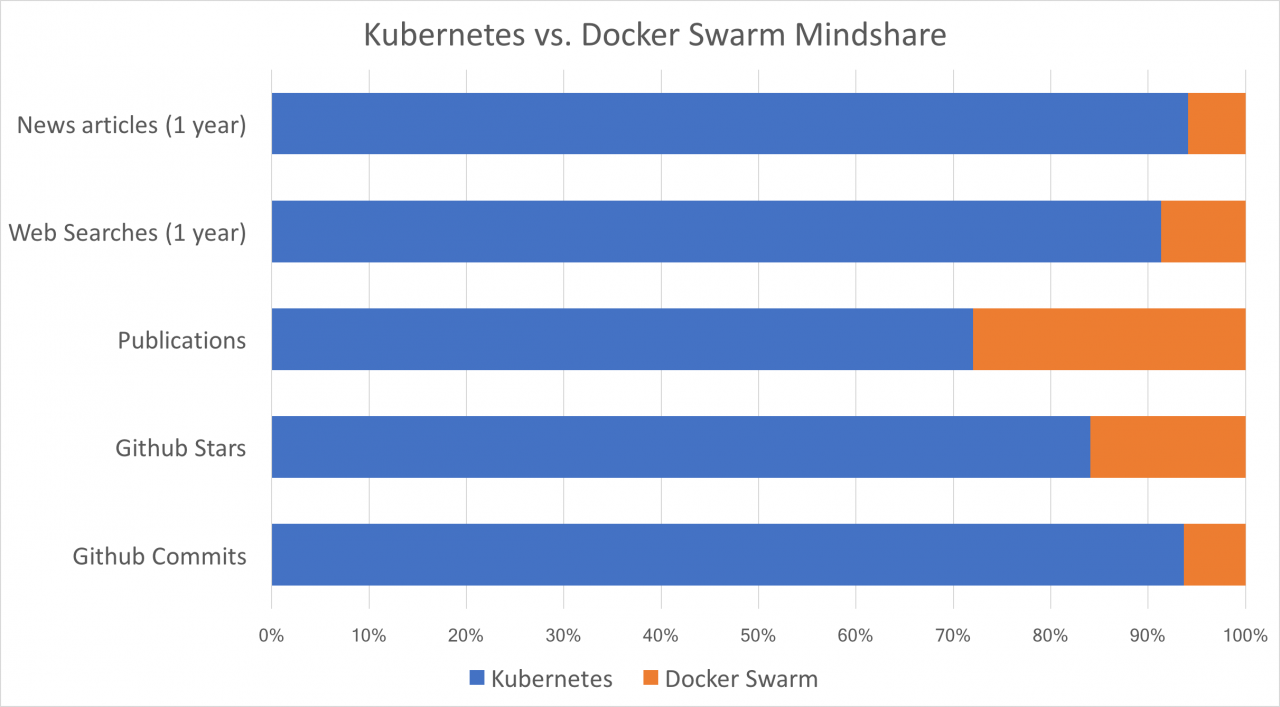 Kubernetes vs. Docker Swarm Mindshare
News articles (1 year)
Web Searches (1 year)
Publications
Github Stars
Github Commits
0% 10% 20% 30% 40% 50% 60% 70% 80% 90% 100%
Kubernetes Docker Swarm